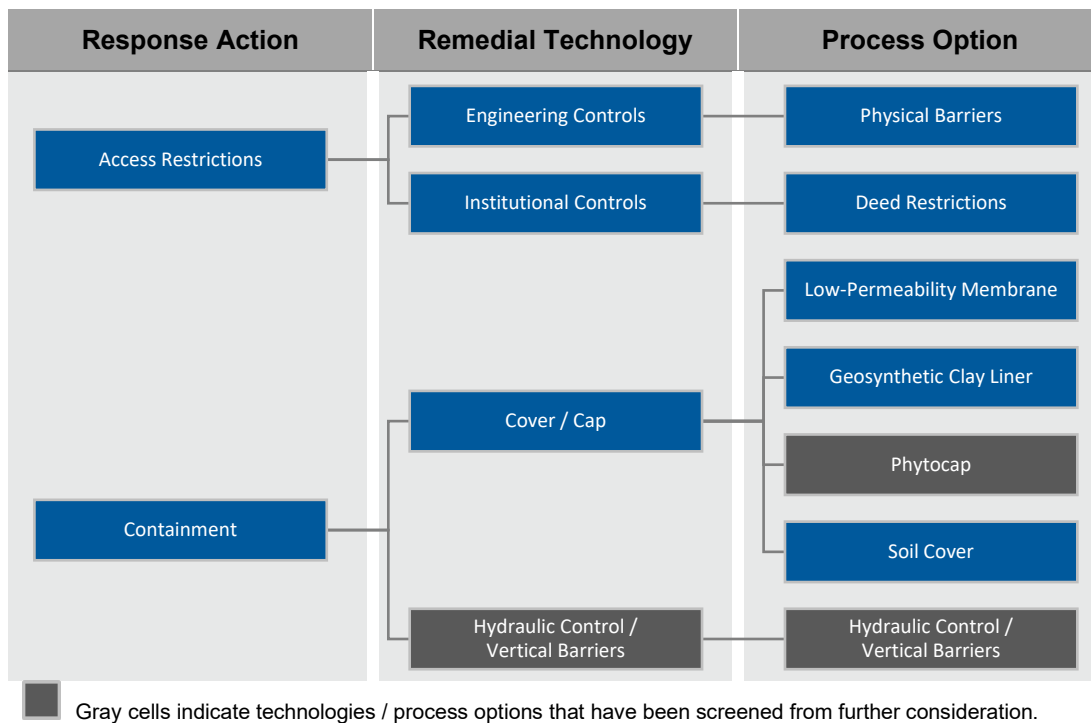 Response Action
Remedial Technology
Process Option
Access Restrictions
Engineering Controls
Physical Barriers
Institutional Controls
Deed Restrictions
Containment
Cover / Cap
Low-Permeability Membrane
Geosynthetic Clay Liner
Phytocap
Soil Cover
Hydraulic Control /
Vertical Barriers
Hydraulic Control /
Vertical Barriers
Gray cells indicate technologies / process options that have been screened from further consideration.